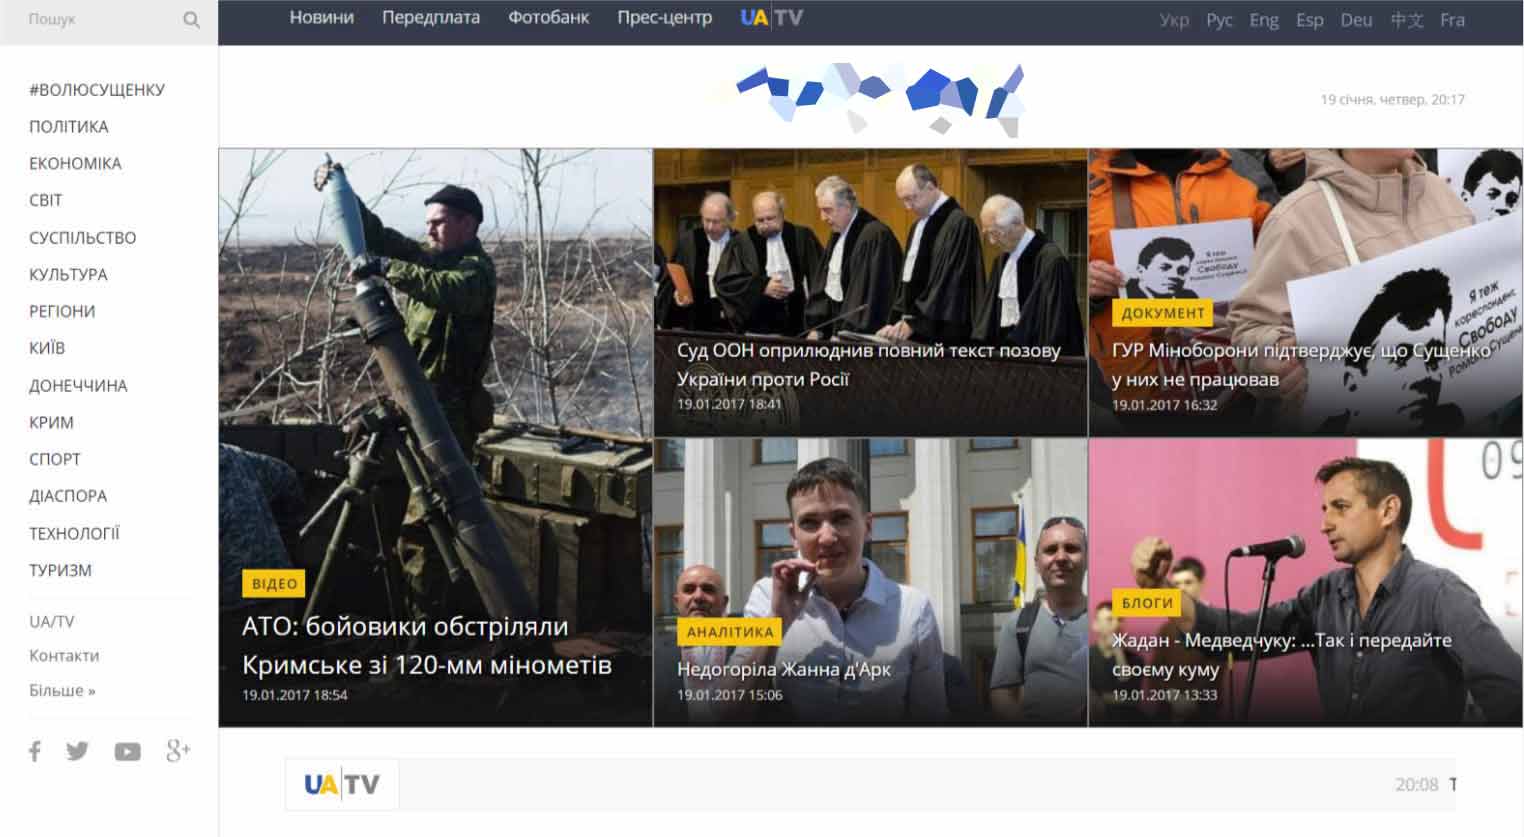 Пошук
Новини Передплата Фотобанк Прес-центр UA TV
Укр Рус Eng Esp Deu 中文 Fra
19 січня, четвер, 20:17
#ВОЛЮСУЩЕНКУ
ПОЛІТИКА
ЕКОНОМІКА
СВІТ
СУСПІЛЬСТВО
КУЛЬТУРА
РЕГІОНИ
КИЇВ
ДОНЕЧЧИНА
КРИМ
СПОРТ
ДІАСПОРА
ТЕХНОЛОГІЇ
ТУРИЗМ
UA/TV
Контакти
Більше »
g+
ВІДЕО
АТО: бойовики обстріляли
Кримське зі 120-мм мінометів
19.01.2017 18:54
Суд ООН оприлюднив повний текст позову
України проти Росії
19.01.2017 18:41
Я теж
Свободу
Я теж
кореспондент,
Свободу
ДОКУМЕНТ
ГУР Міноборони підтверджує, що Сущенко
у них не працював
19.01.2017 16:32
АНАЛІТИКА
Недогоріла Жанна д'Арк
19.01.2017 15:06
09
БЛОГИ
Жадан - Медведчуку: ...Так і передайте
своєму куму
19.01.2017 13:33
UA TV
20:08 Т